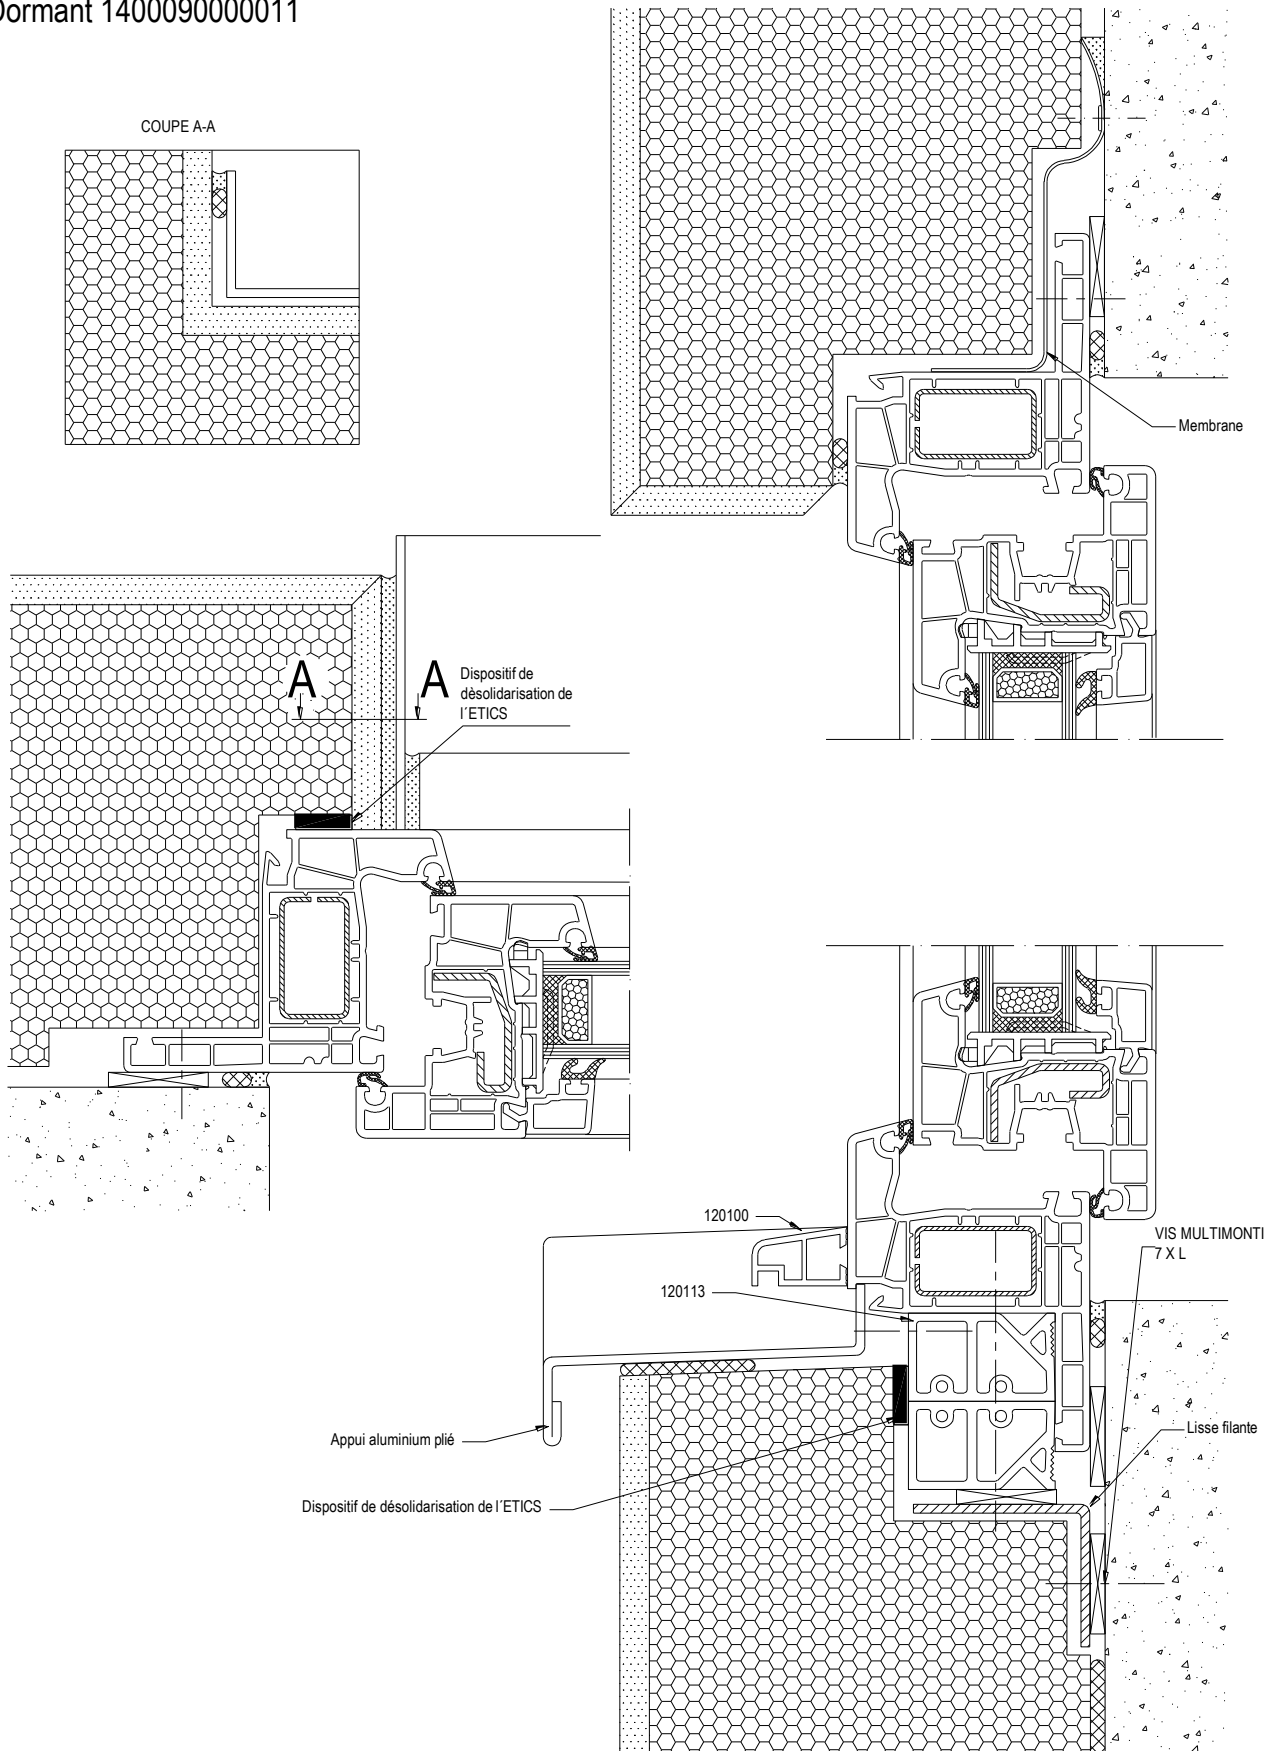 Dormant 1400090000011
COUPE A-A
Membrane
A
A
Dispositif de
dèsolidarisation de
l´ETICS
120100
VIS MULTIMONTI
7 X L
120113
Appui aluminium plié
Lisse filante
Dispositif de désolidarisation de l´ETICS